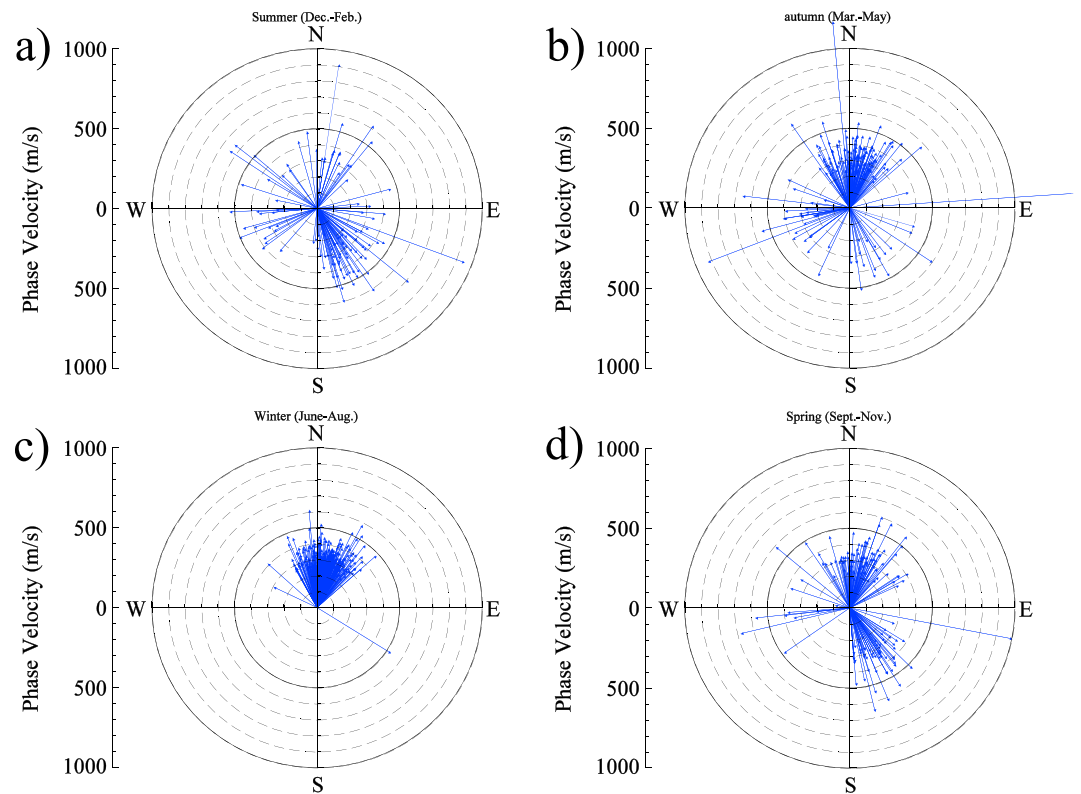 a)
Summer (Dec.-Feb.)
N
1000
500
0
500
1000
Phase Velocity (m/s)
W
E
S
b)
autumn (Mar.-May)
N
1000
500
0
500
1000
Phase Velocity (m/s)
W
E
S
c)
Winter (June-Aug.)
N
1000
500
0
500
1000
Phase Velocity (m/s)
W
E
S
d)
Spring (Sept.-Nov.)
N
1000
500
0
500
1000
Phase Velocity (m/s)
W
E
S